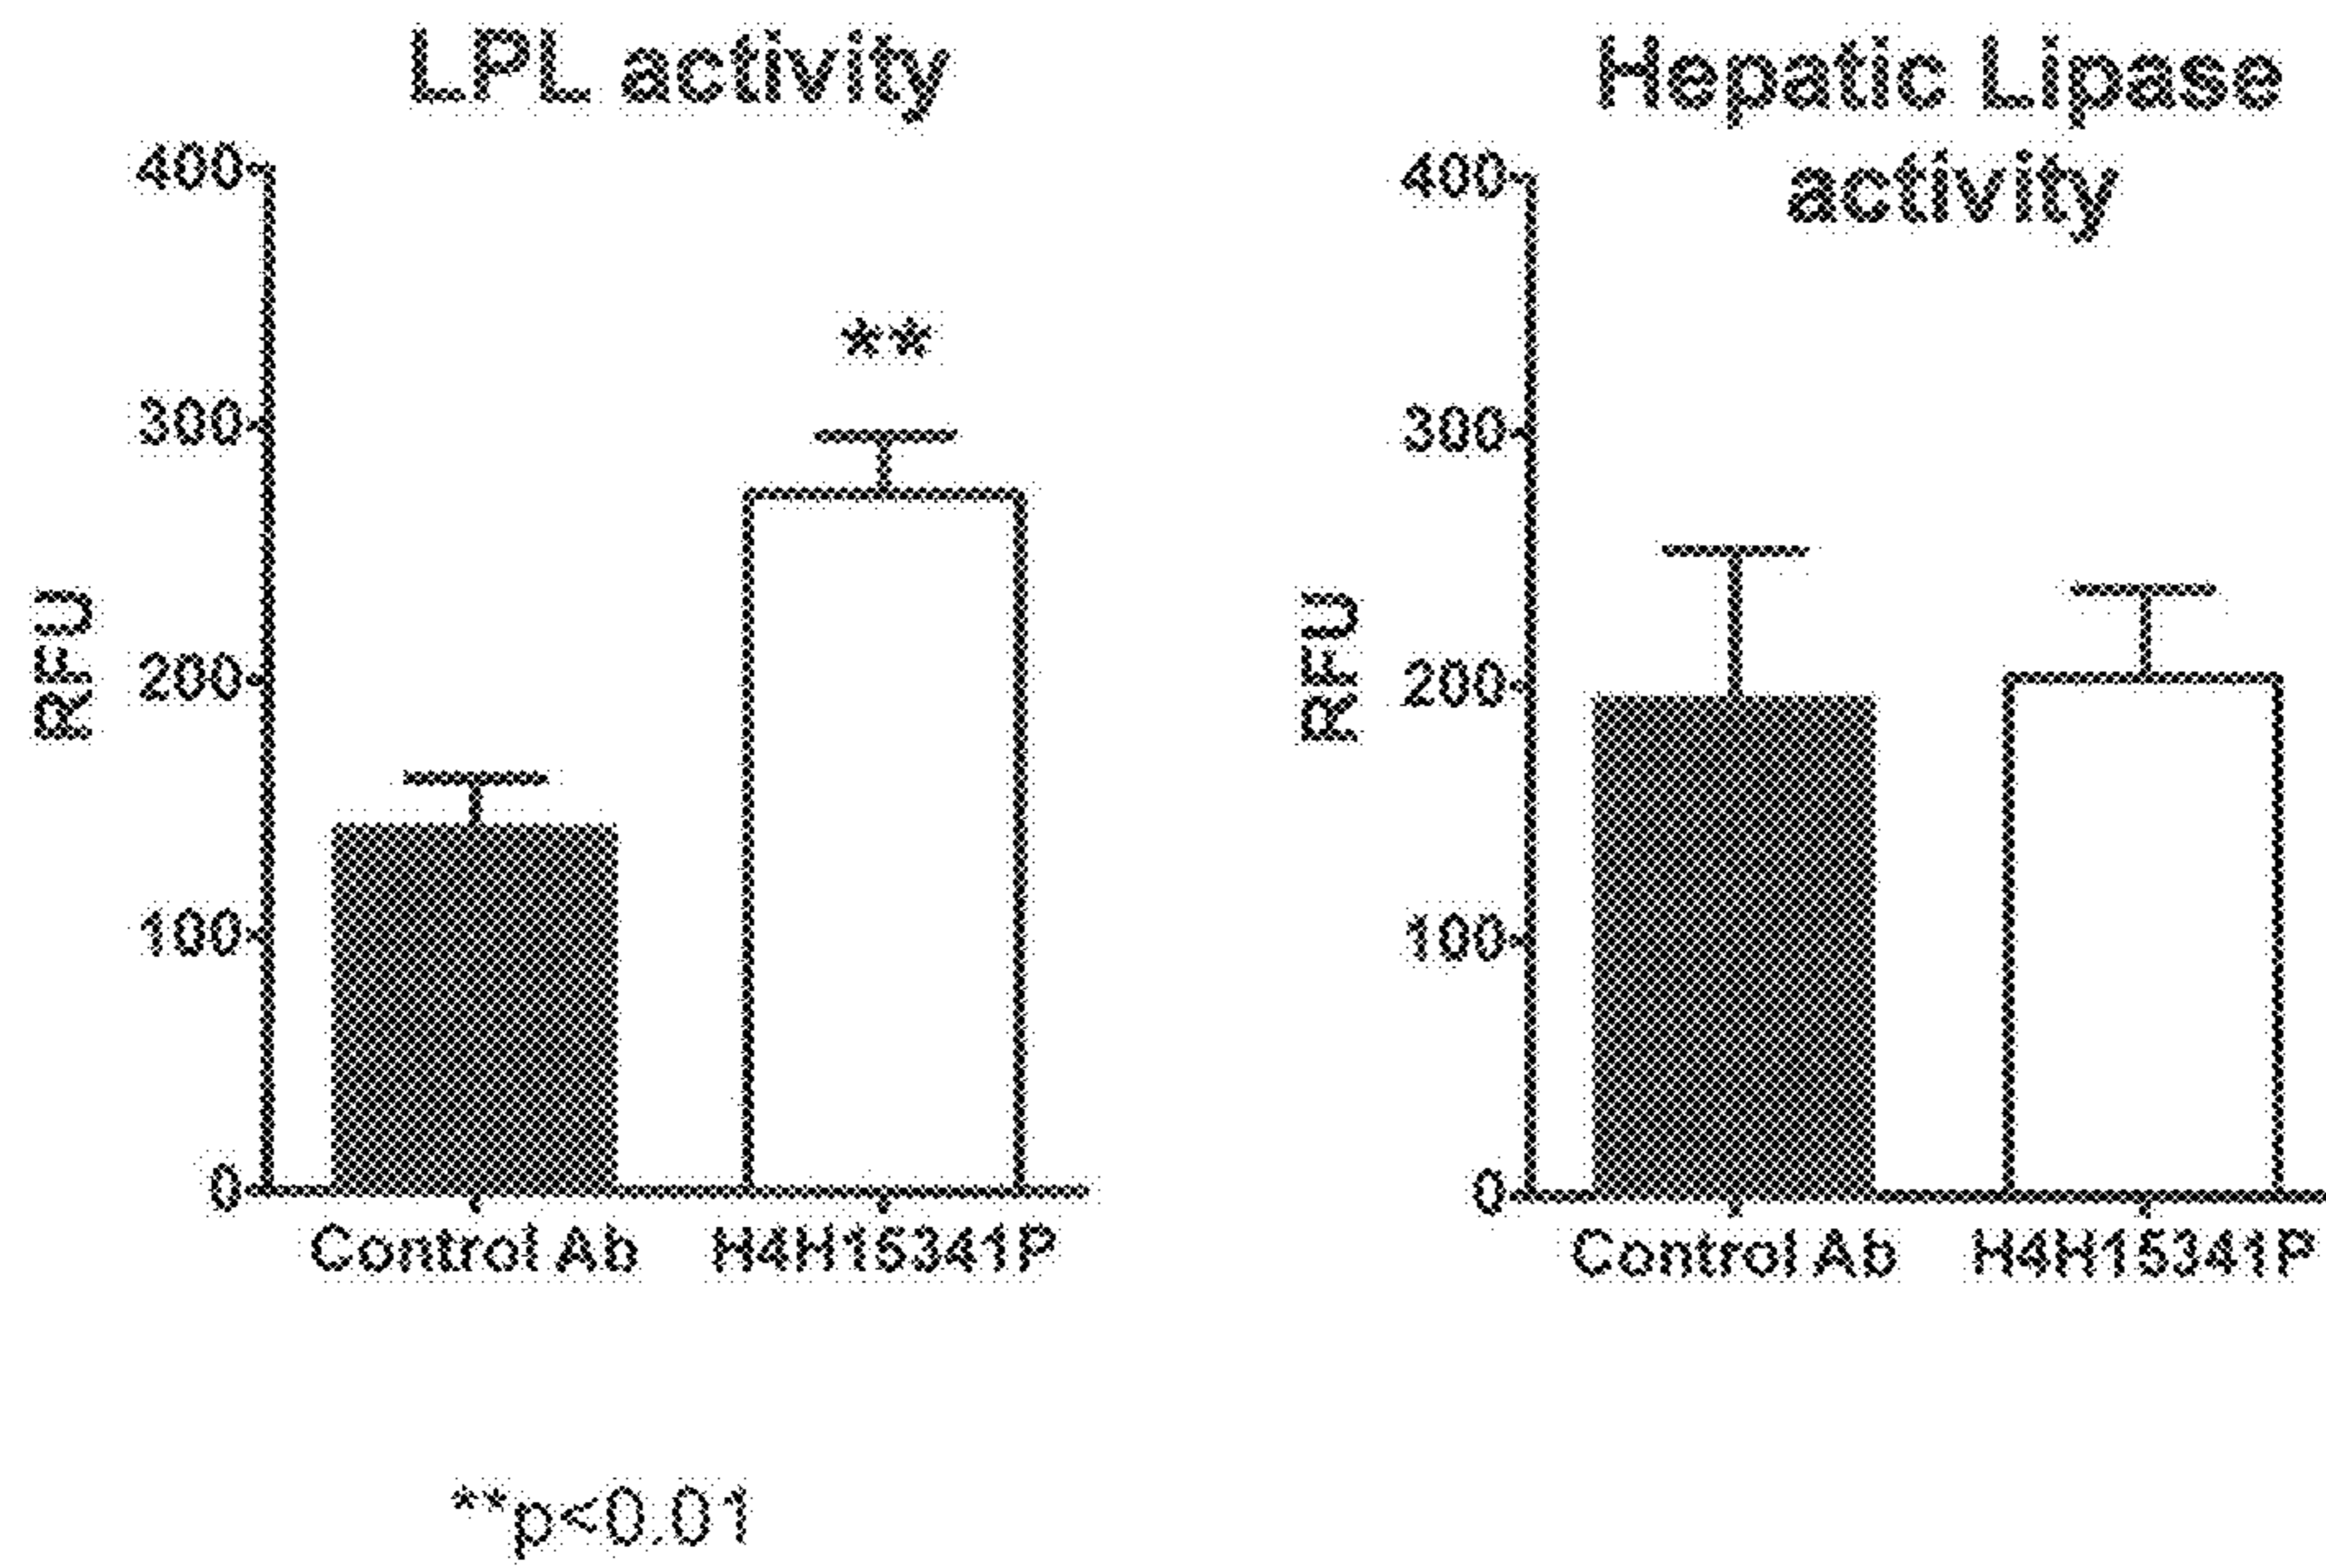 LPL activity
400
300
200
100
0
RFU
**
Control Ab
H4H15341P
**p<0.01
Hepatic Lipase
activity
400
300
200
100
0
RFU
Control Ab
H4H15341P